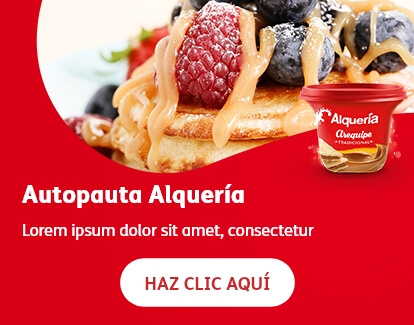 Alquería
Arequipe
TRADICIONAL
Autopauta Alquería
Lorem ipsum dolor sit amet, consectetur
HAZ CLIC AQUÍ